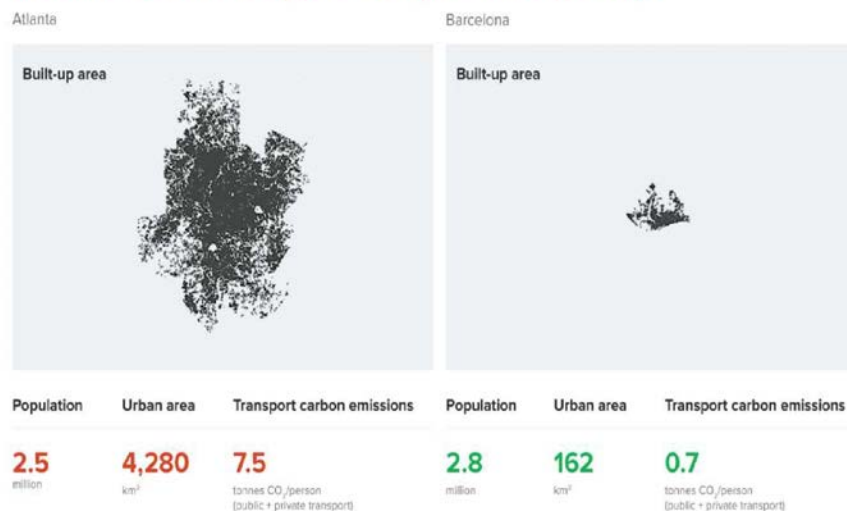 Atlanta
Barcelona
Built-up area
Built-up area
Population Urban area Transport carbon emissions
Population Urban area Transport carbon emissions
2.5 4,280 7.5
million km² tonnes CO₂/person
(public + private transport)
2.8 162 0.7
million km² tonnes CO₂/person
(public + private transport)